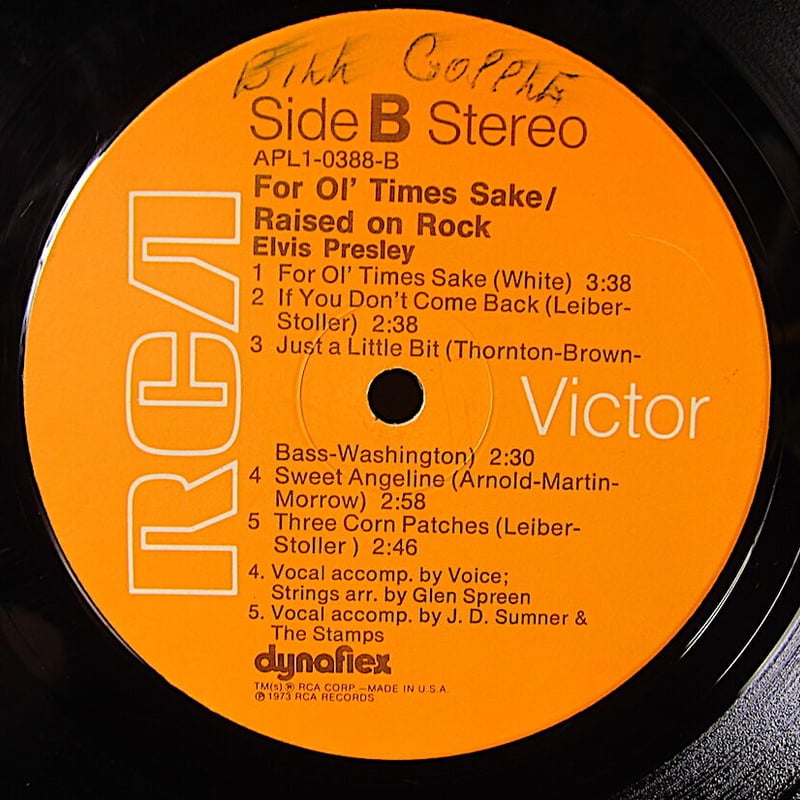 Side B Stereo
APL1-0388-B
For Ol' Times Sake/
Raised on Rock
Elvis Presley
1 For Ol' Times Sake (White) 3:38
2 If You Don't Come Back (Leiber-
Stoller) 2:38
3 Just a Little Bit (Thornton-Brown-
RCA
Victor
Bass-Washington) 2:30
4 Sweet Angeline (Arnold-Martin-
Morrow) 2:58
5 Three Corn Patches (Leiber-
Stoller ) 2:46
4. Vocal accomp. by Voice;
Strings arr. by Glen Spreen
5. Vocal accomp. by J. D. Sumner &
The Stamps
dynaflex
TM(s) ® RCA CORP.—MADE IN U.S.A.
℗ 1973 RCA RECORDS